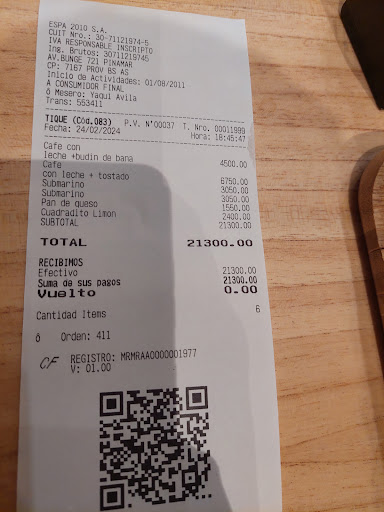 ESPA 2010 S.A.
CUIT Nro.: 30-71121974-5
IVA RESPONSABLE INSCRIPTO
Ing. Brutos: 30711219745
AV.BUNGE 721 PINAMAR
CP: 7167 PROV BS AS
Inicio de Actividades: 01/08/2011
A CONSUMIDOR FINAL
ô Mesero: Yaqui Avila
Trans: 553411
TIQUE (Cód.083) P.V. N°00037 T. Nro. 00011999
Fecha: 24/02/2024 Hora: 18:45:47
Cafe con
leche +budin de bana 4500.00
Cafe
con leche + tostado 6750.00
Submarino 3050.00
Submarino 3050.00
Pan de queso 1550.00
Cuadradito Limon 2400.00
SUBTOTAL 21300.00
TOTAL 21300.00
RECIBIMOS
Efectivo 21300.00
Suma de sus pagos 21300.00
Vuelto 0.00
Cantidad Items 6
ô Orden: 411
CF REGISTRO: MRMRAA0000001977
V: 01.00